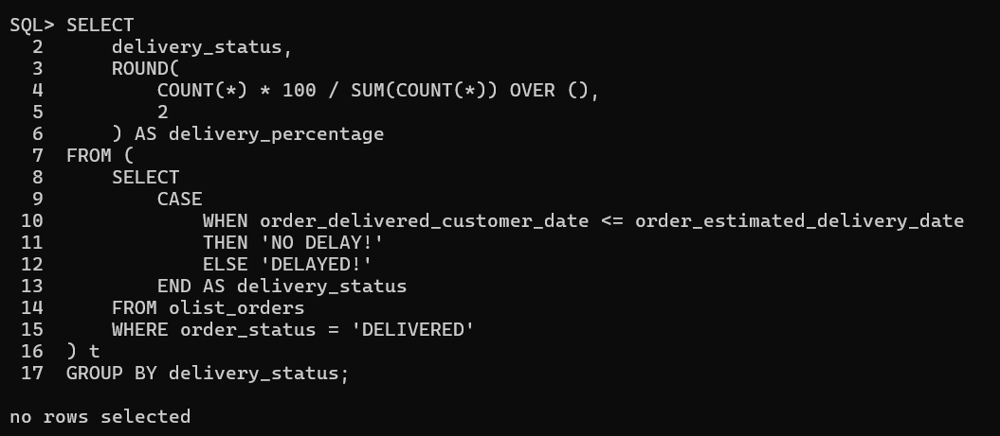 SQL> SELECT
  2      delivery_status,
  3      ROUND(
  4          COUNT(*) * 100 / SUM(COUNT(*)) OVER (),
  5          2
  6      ) AS delivery_percentage
  7  FROM (
  8      SELECT
  9          CASE
 10              WHEN order_delivered_customer_date <= order_estimated_delivery_date
 11              THEN 'NO DELAY!'
 12              ELSE 'DELAYED!'
 13          END AS delivery_status
 14      FROM olist_orders
 15      WHERE order_status = 'DELIVERED'
 16  ) t
 17  GROUP BY delivery_status;
no rows selected